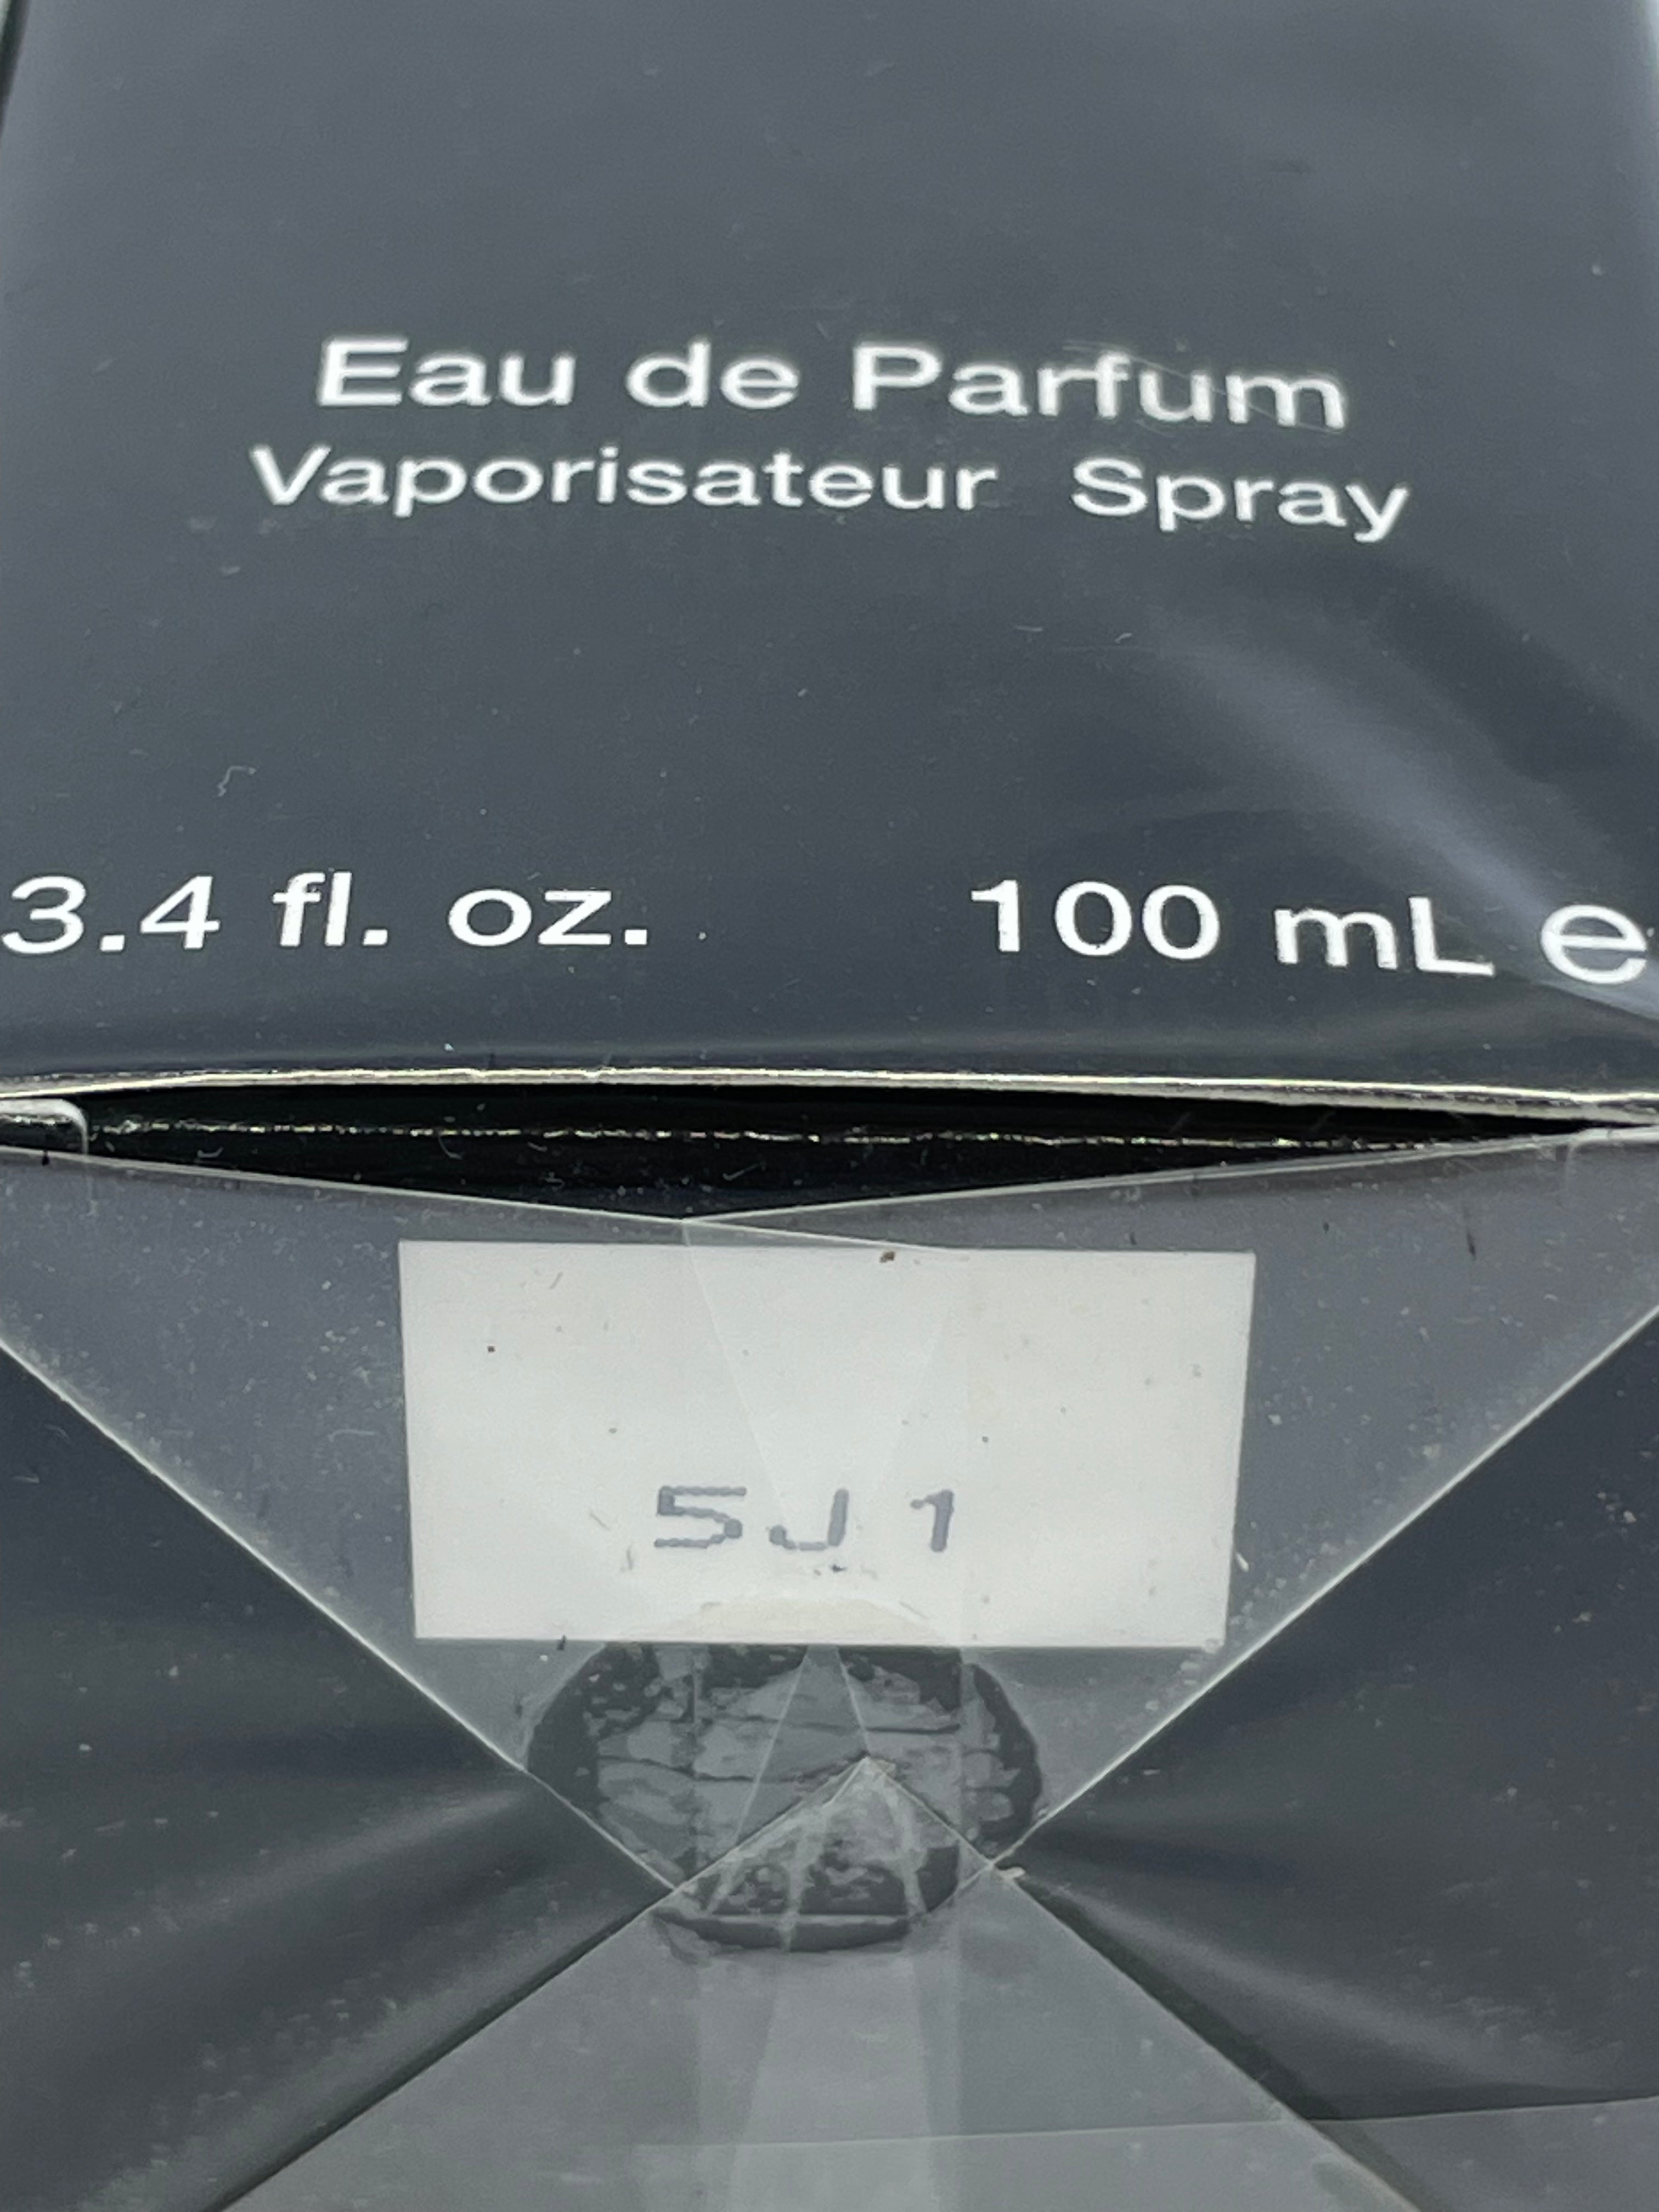 Eau de Parfum
Vaporisateur Spray
3.4 fl. oz. 100 mL e
5J1